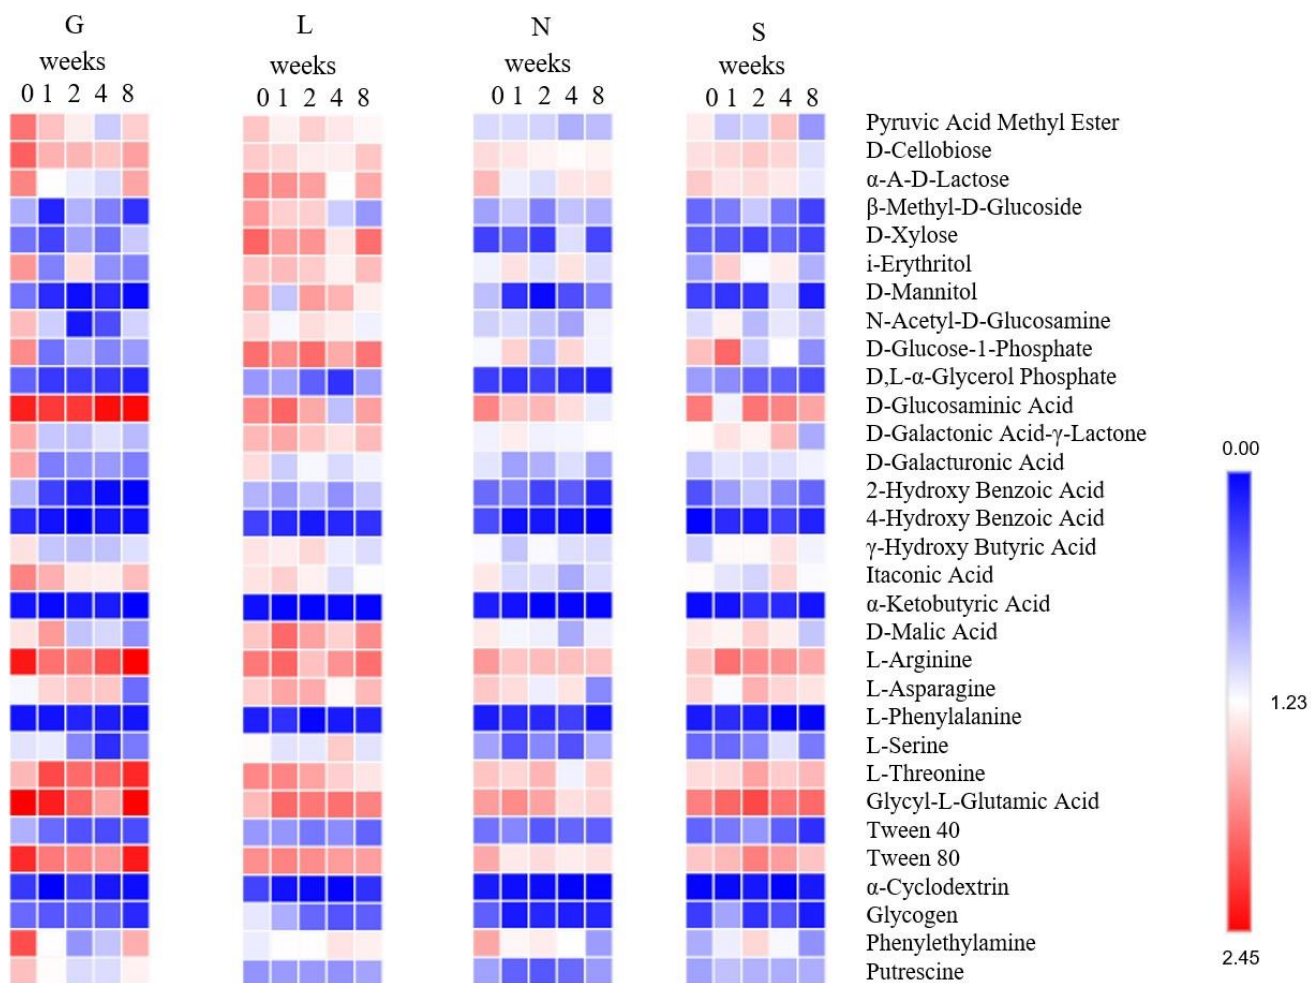 G L N S
weeks weeks weeks weeks
0 1 2 4 8 0 1 2 4 8 0 1 2 4 8 0 1 2 4 8
Pyruvic Acid Methyl Ester
D-Cellobiose
α-A-D-Lactose
β-Methyl-D-Glucoside
D-Xylose
i-Erythritol
D-Mannitol
N-Acetyl-D-Glucosamine
D-Glucose-1-Phosphate
D,L-α-Glycerol Phosphate
D-Glucosaminic Acid
D-Galactonic Acid-γ-Lactone
D-Galacturonic Acid
2-Hydroxy Benzoic Acid
4-Hydroxy Benzoic Acid
γ-Hydroxy Butyric Acid
Itaconic Acid
α-Ketobutyric Acid
D-Malic Acid
L-Arginine
L-Asparagine
L-Phenylalanine
L-Serine
L-Threonine
Glycyl-L-Glutamic Acid
Tween 40
Tween 80
α-Cyclodextrin
Glycogen
Phenylethylamine
Putrescine
0.00
1.23
2.45